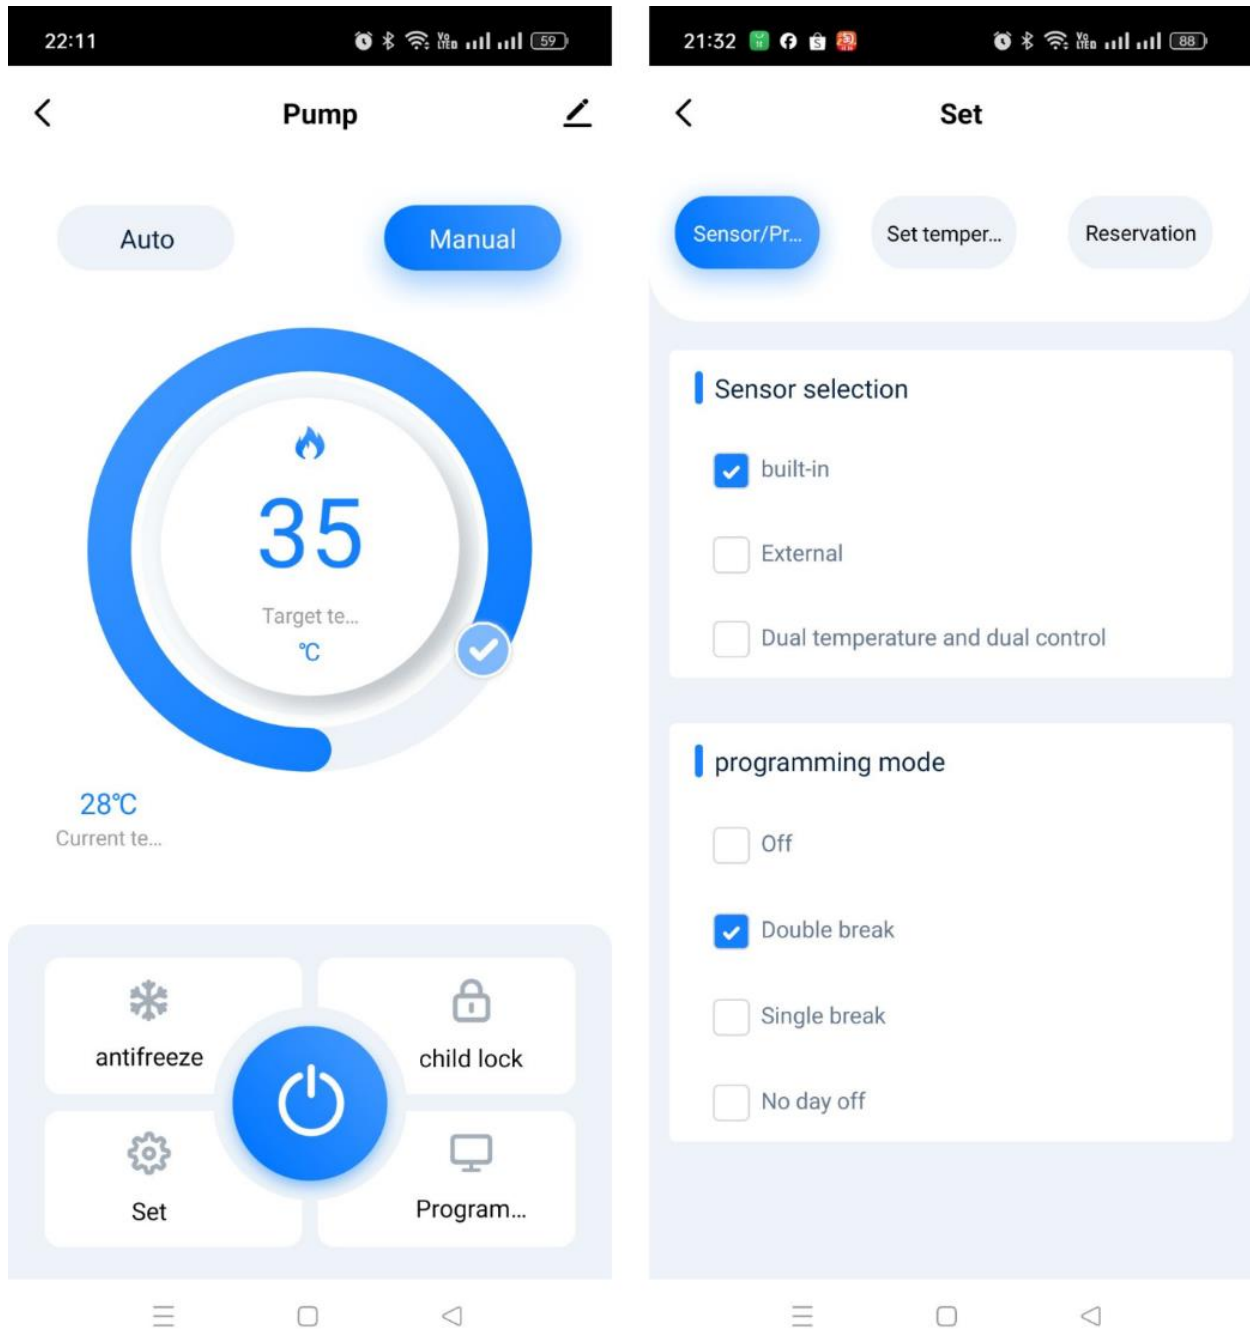 22:11
59
Pump
Auto
Manual
35
Target te...
°C
28°C
Current te...
antifreeze
child lock
Set
Program...
21:32
88
Set
Sensor/Pr...
Set temper...
Reservation
Sensor selection
built-in
External
Dual temperature and dual control
programming mode
Off
Double break
Single break
No day off